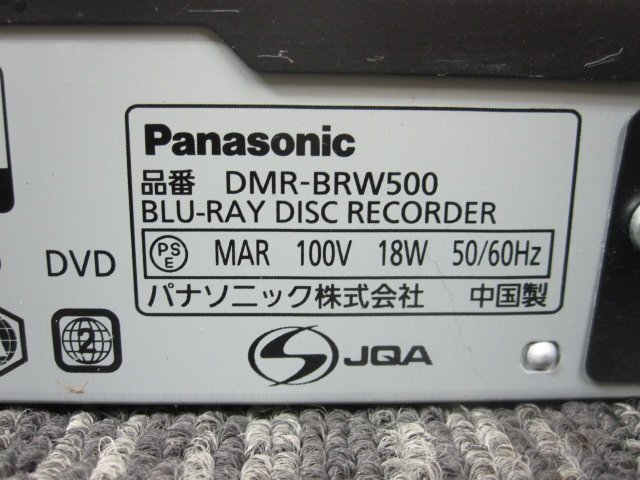 Panasonic
品番 DMR-BRW500
BLU-RAY DISC RECORDER
PS E MAR 100V 18W 50/60Hz
パナソニック株式会社 中国製
DVD
2
JQA